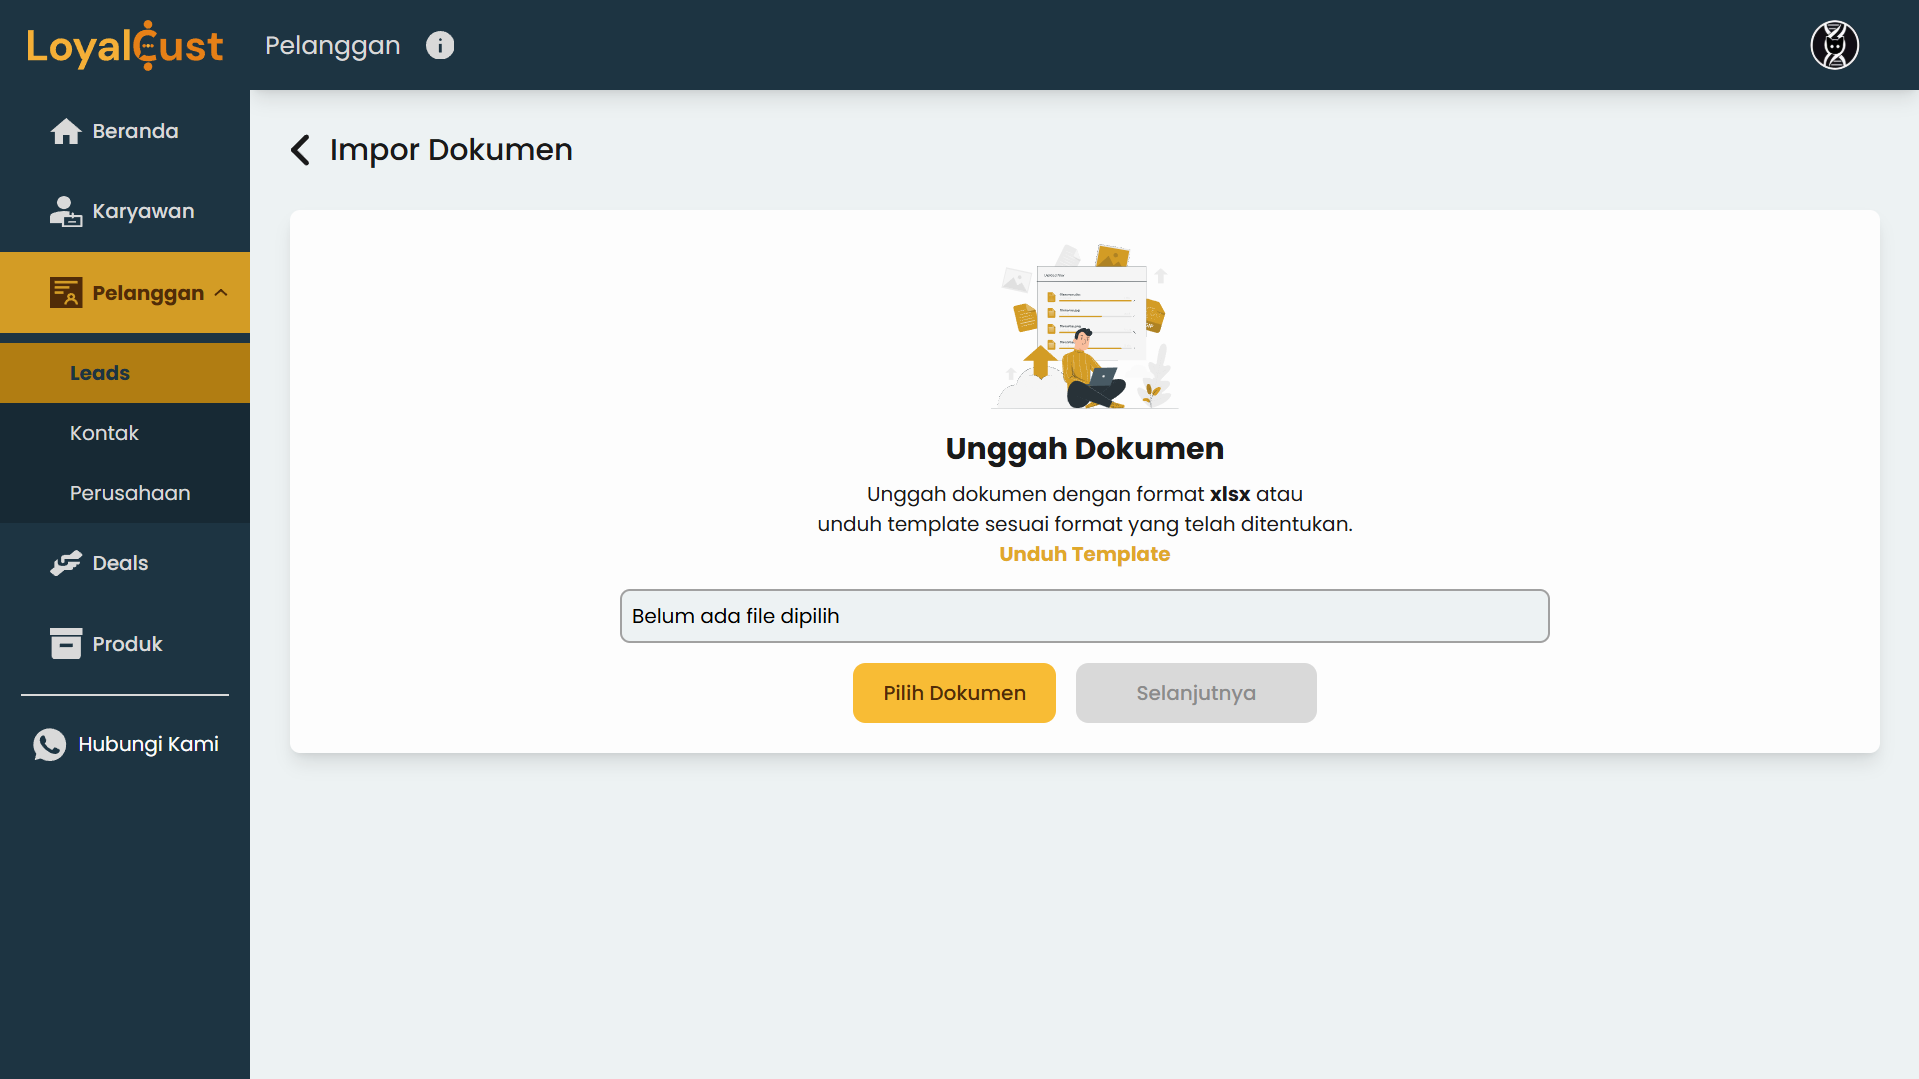 LoyalCust
Pelanggan
Beranda
Karyawan
Pelanggan
Leads
Kontak
Perusahaan
Deals
Produk
Hubungi Kami
Impor Dokumen
Unggah Dokumen
Unggah dokumen dengan format xlsx atau
unduh template sesuai format yang telah ditentukan.
Unduh Template
Belum ada file dipilih
Pilih Dokumen
Selanjutnya